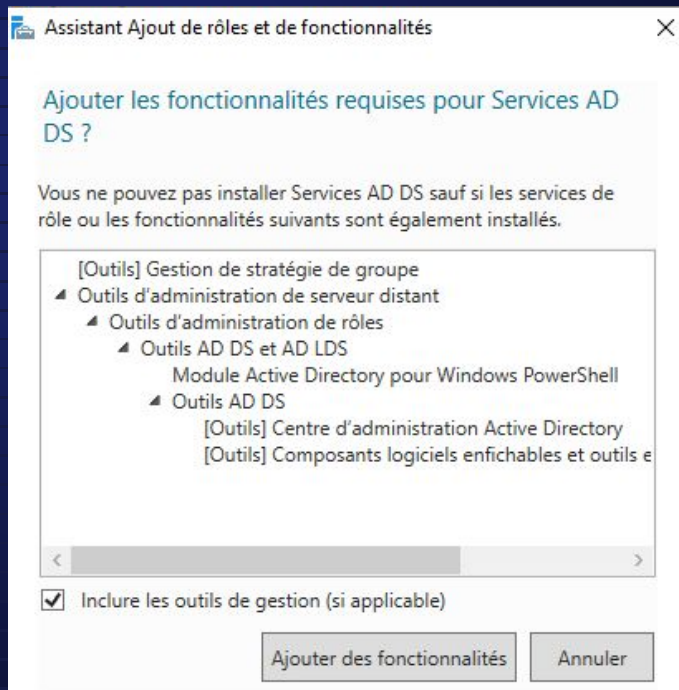 Assistant Ajout de rôles et de fonctionnalités
Ajouter les fonctionnalités requises pour Services AD
DS ?
Vous ne pouvez pas installer Services AD DS sauf si les services de
rôle ou les fonctionnalités suivants sont également installés.
[Outils] Gestion de stratégie de groupe
Outils d'administration de serveur distant
Outils d'administration de rôles
Outils AD DS et AD LDS
Module Active Directory pour Windows PowerShell
Outils AD DS
[Outils] Centre d'administration Active Directory
[Outils] Composants logiciels enfichables et outils e
Inclure les outils de gestion (si applicable)
Ajouter des fonctionnalités
Annuler